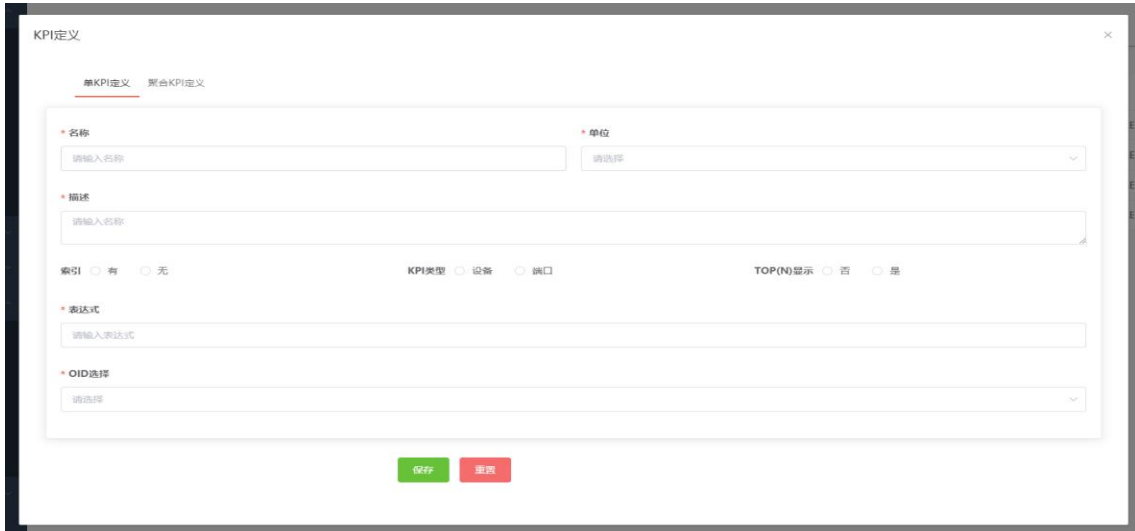 KPI定义
单KPI定义 聚合KPI定义
* 名称 * 单位
请输入名称 请选择
* 描述
请输入名称
索引 有 无 KPI类型 设备 端口 TOP(N)显示 否 是
* 表达式
请输入表达式
* OID选择
请选择
保存 重置
E
E
E
E